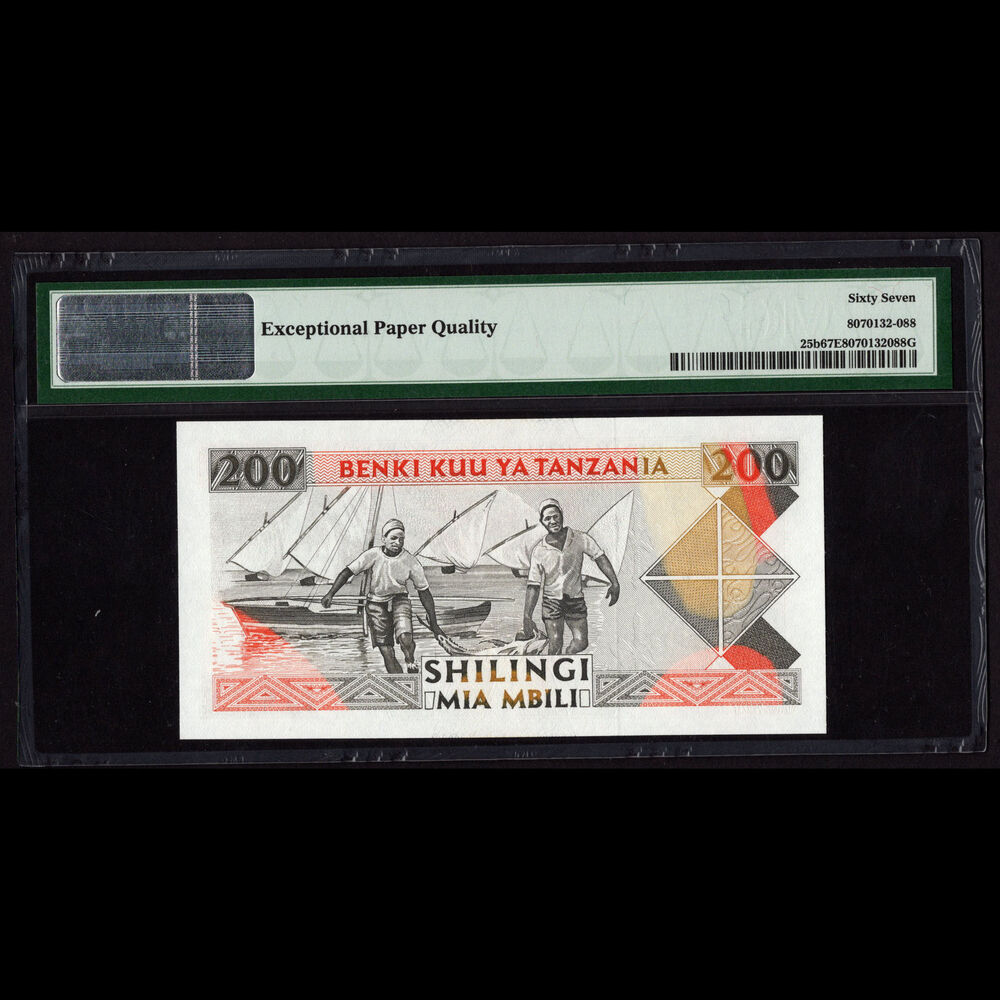 Sixty Seven
Exceptional Paper Quality
8070132-088
25b67E8070132088G
200 BENKI KUU YA TANZANIA 200
SHILINGI
MIA MBILI